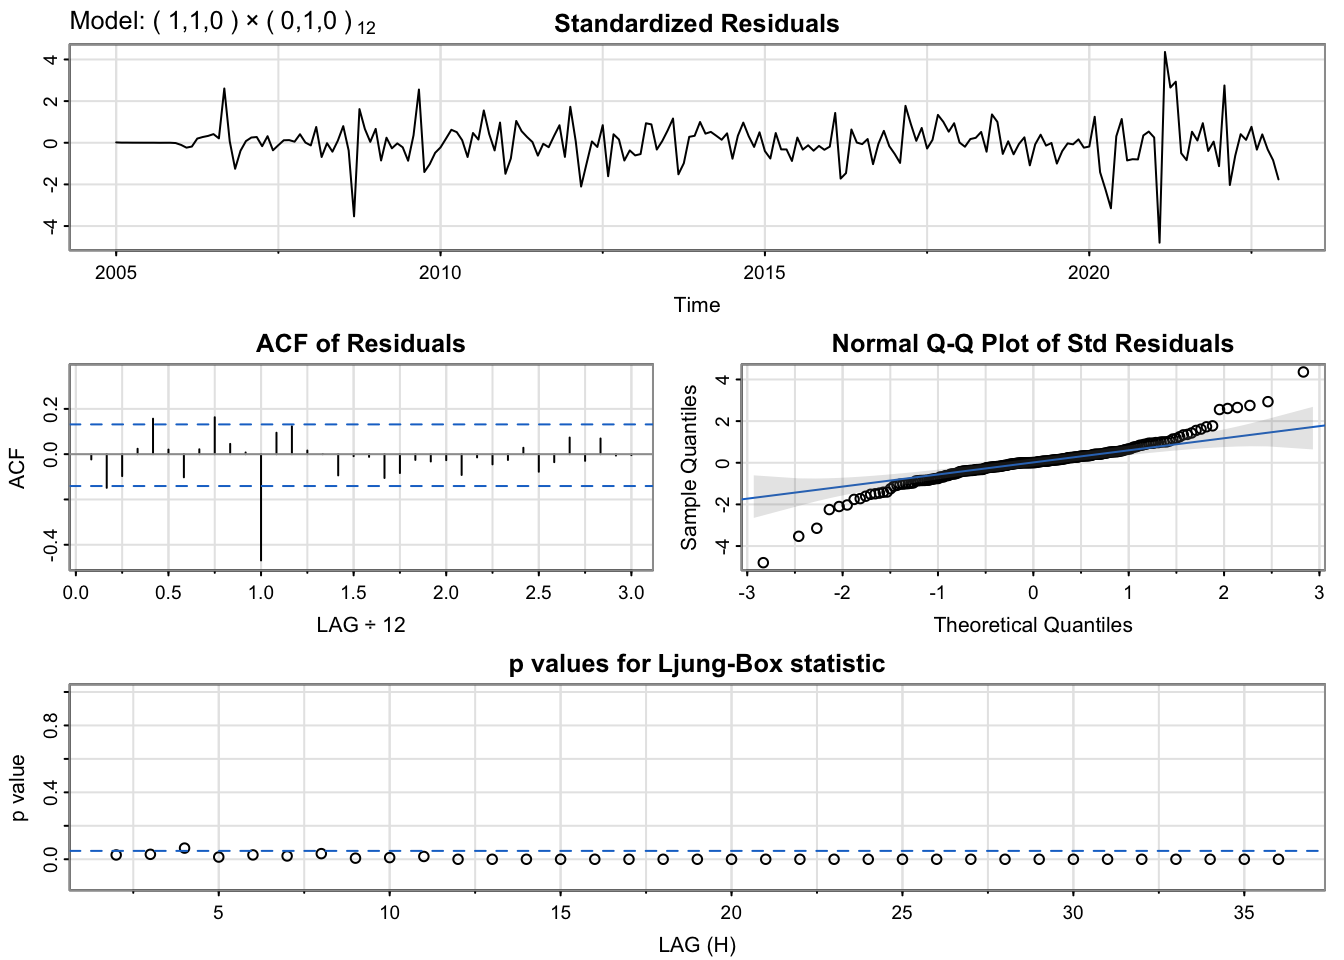 Model: ( 1,1,0 ) × ( 0,1,0 ) 12
Standardized Residuals
4
2
0
-2
-4
2005 2010 2015 2020
Time
ACF of Residuals
ACF
0.2
0.0
-0.4
0.0 0.5 1.0 1.5 2.0 2.5 3.0
LAG ÷ 12
Normal Q-Q Plot of Std Residuals
Sample Quantiles
4
2
0
-2
-4
-3 -2 -1 0 1 2 3
Theoretical Quantiles
p values for Ljung-Box statistic
p value
0.8
0.4
0.0
5 10 15 20 25 30 35
LAG (H)